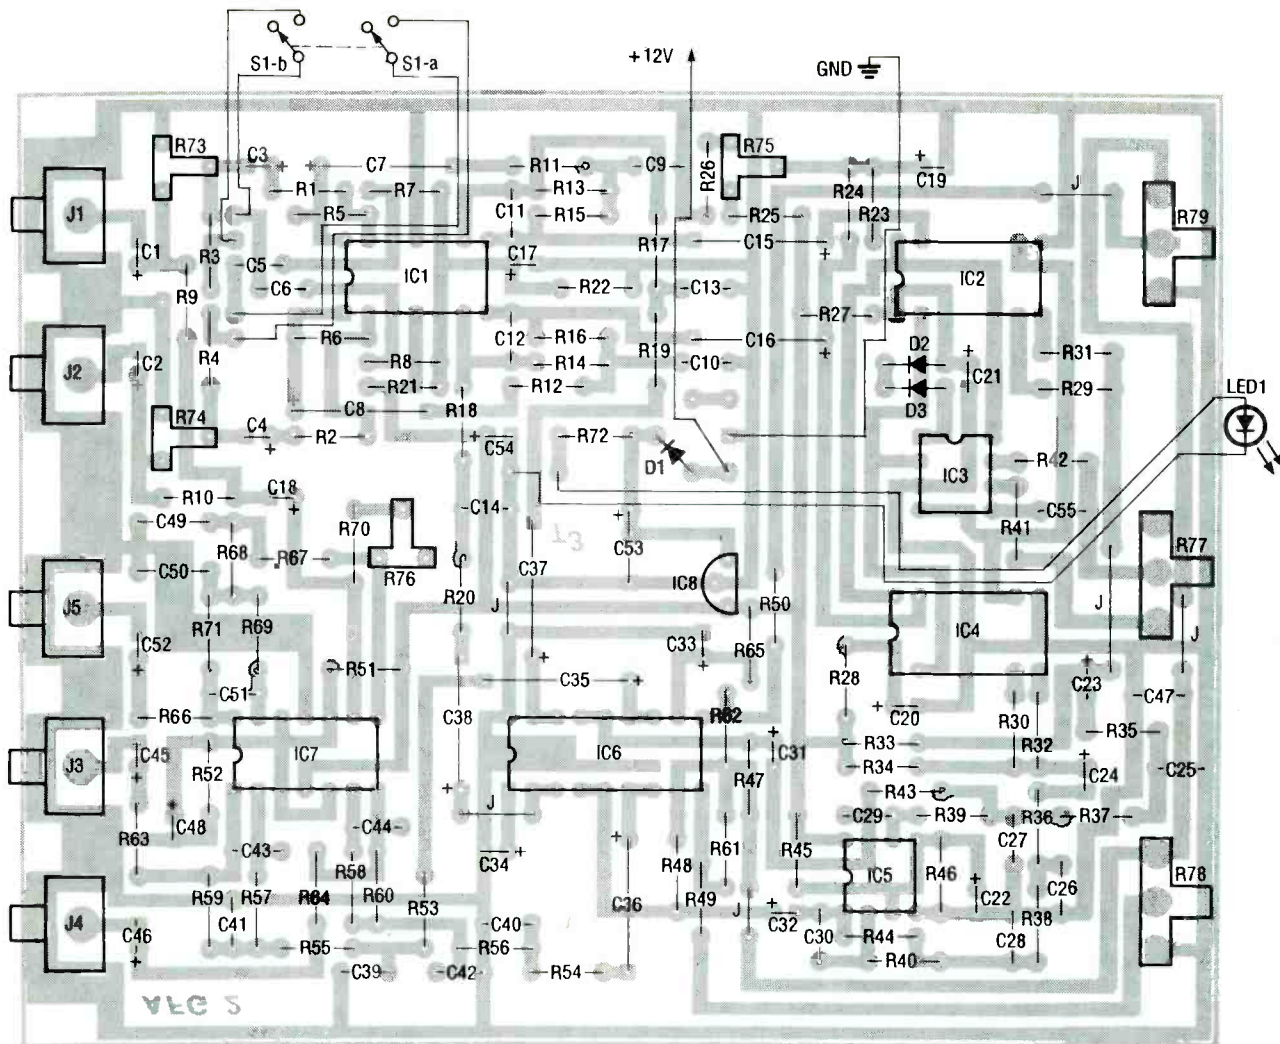 S1-b S1-a
+12V
GND
R73 C3 C7 R11 C9 R26 R75 R24 C19
R1 R7 R13 R23 J
J1 R5 C11 R15 R25 R79
C1 R3 C5 IC1 C17 R17 C15 IC2
R9 C6 R22 C13
R6 C12 R16 R19 C16 R27
J2 C2 R4 R8 R14 C10 D2 C21 R31
R21 R12 D3 R29 LED1
R74 C4 R2 C8 R18 R72
C54 D1 IC3 R42
R10 C18
C49 R68 R70 C14 C53 R41 C55
C50 R67 R76 C37 T3 IC8 R77
J5 R71 R69 R20 J R50 IC4 J J
C52 R51 C33 R65 R28 C23
C51 C35 C20 R30 C47
R66 R62 R32 R35
J3 C45 R52 IC7 C38 IC6 R47 C31 R33 R34 C24 C25
R63 C48 C44 J R43 C29 R39 C27 R36 R37
C43 R58 C34 R48 R61 R45 IC5 R46 C26
R59 R57 R64 R60 R53 C36 R49 J C22 R78
J4 C46 C41 C40 C32 C30 R44 R38
R55 R56 C28
C39 C42 R54 R40
AFG 2